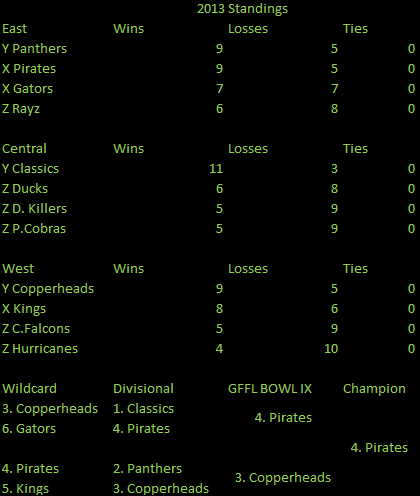 2013 Standings
East Wins Losses Ties
Y Panthers 9 5 0
X Pirates 9 5 0
X Gators 7 7 0
Z Rayz 6 8 0
Central Wins Losses Ties
Y Classics 11 3 0
Z Ducks 6 8 0
Z D. Killers 5 9 0
Z P.Cobras 5 9 0
West Wins Losses Ties
Y Copperheads 9 5 0
X Kings 8 6 0
Z C.Falcons 5 9 0
Z Hurricanes 4 10 0
Wildcard Divisional GFFL BOWL IX Champion
3. Copperheads 1. Classics
4. Pirates
6. Gators 4. Pirates
4. Pirates
4. Pirates 2. Panthers
3. Copperheads
5. Kings 3. Copperheads